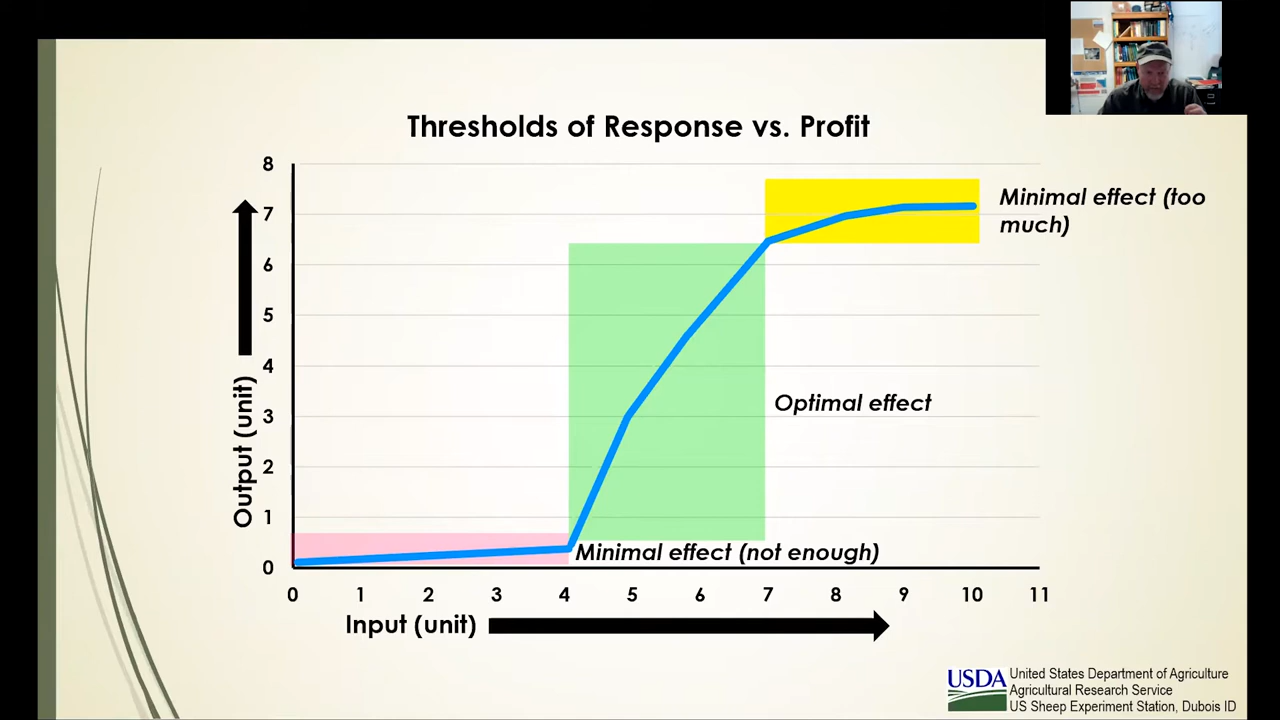 Thresholds of Response vs. Profit
8
7
6
5
4
3
2
1
0
Output (unit)
Minimal effect (too
much)
Optimal effect
Minimal effect (not enough)
0 1 2 3 4 5 6 7 8 9 10 11
Input (unit)
USDA
United States Department of Agriculture
Agricultural Research Service
US Sheep Experiment Station, Dubois ID